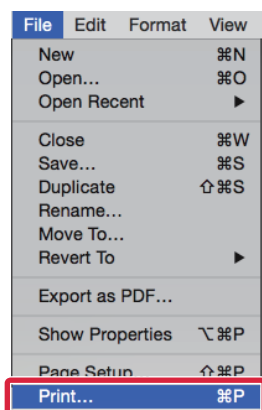 File Edit Format View
New ⌘N
Open... ⌘O
Open Recent ▶
Close ⌘W
Save... ⌘S
Duplicate ⇧⌘S
Rename...
Move To...
Revert To ▶
Export as PDF...
Show Properties ⌥⌘P
Page Setup... ⇧⌘P
Print... ⌘P